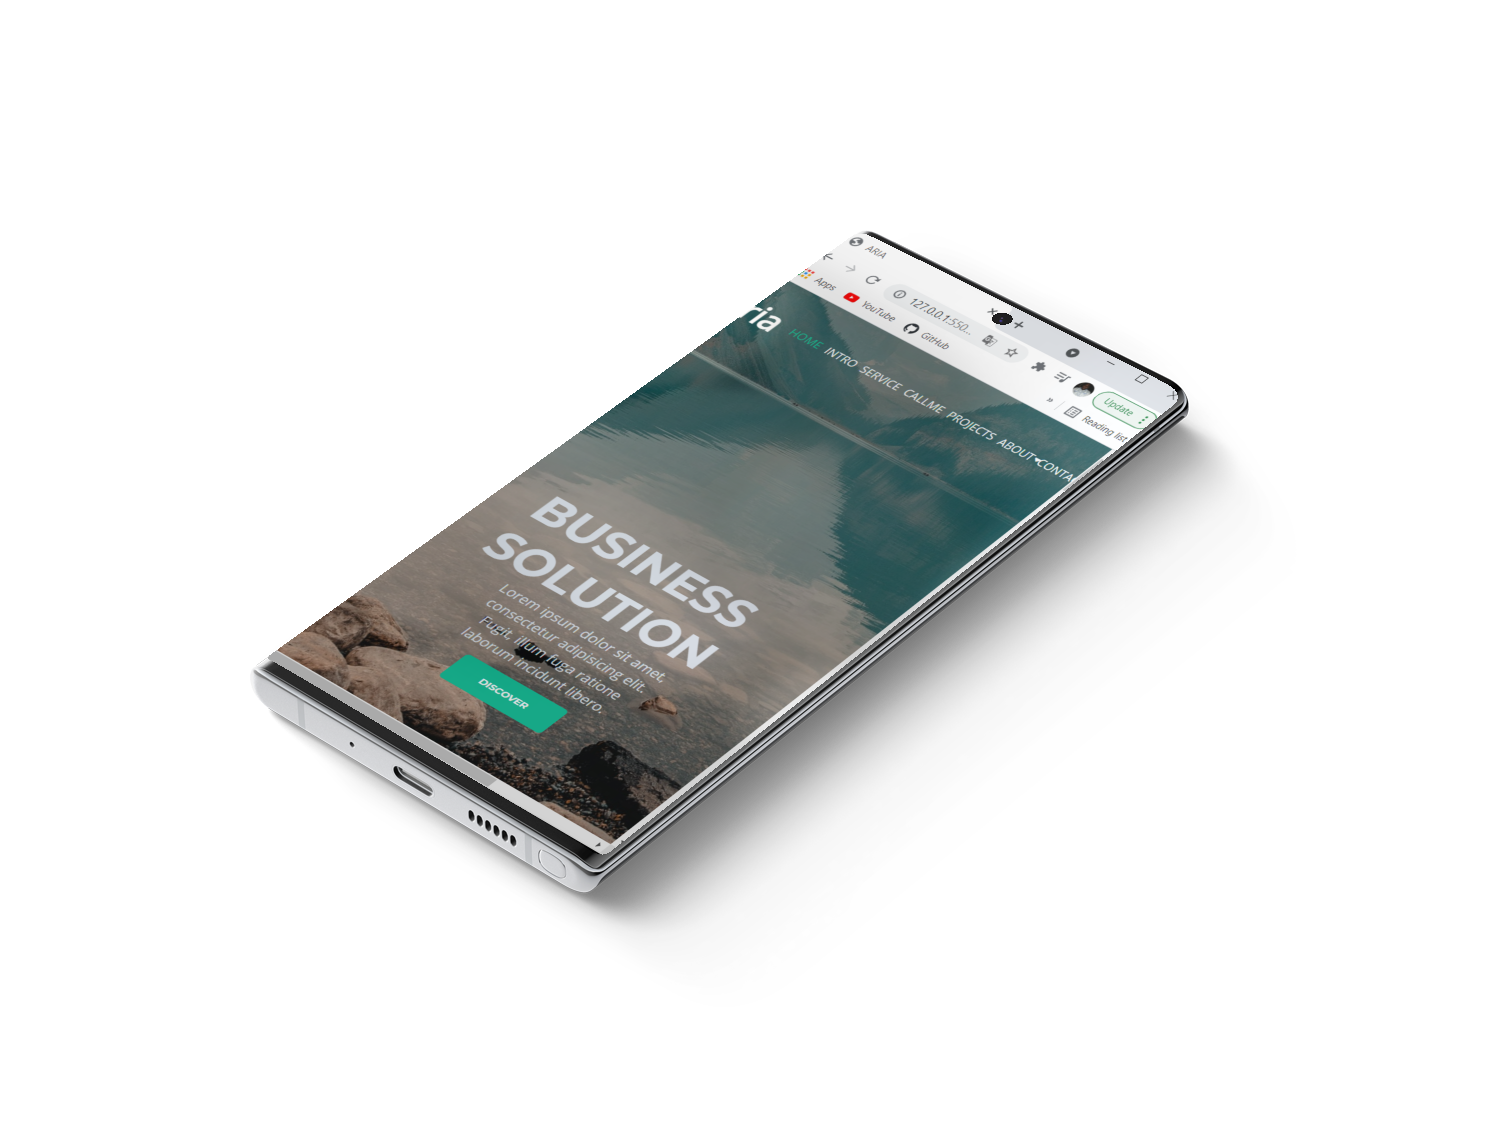 ARIA
127.0.0.1:550...
Update
Apps
YouTube
GitHub
»
Reading list
ria
HOME INTRO SERVICE CALLME PROJECTS ABOUT CONTA
BUSINESS
SOLUTION
Lorem ipsum dolor sit amet,
consectetur adipisicing elit.
Fugit, illum fuga ratione
laborum incidunt libero.
DISCOVER